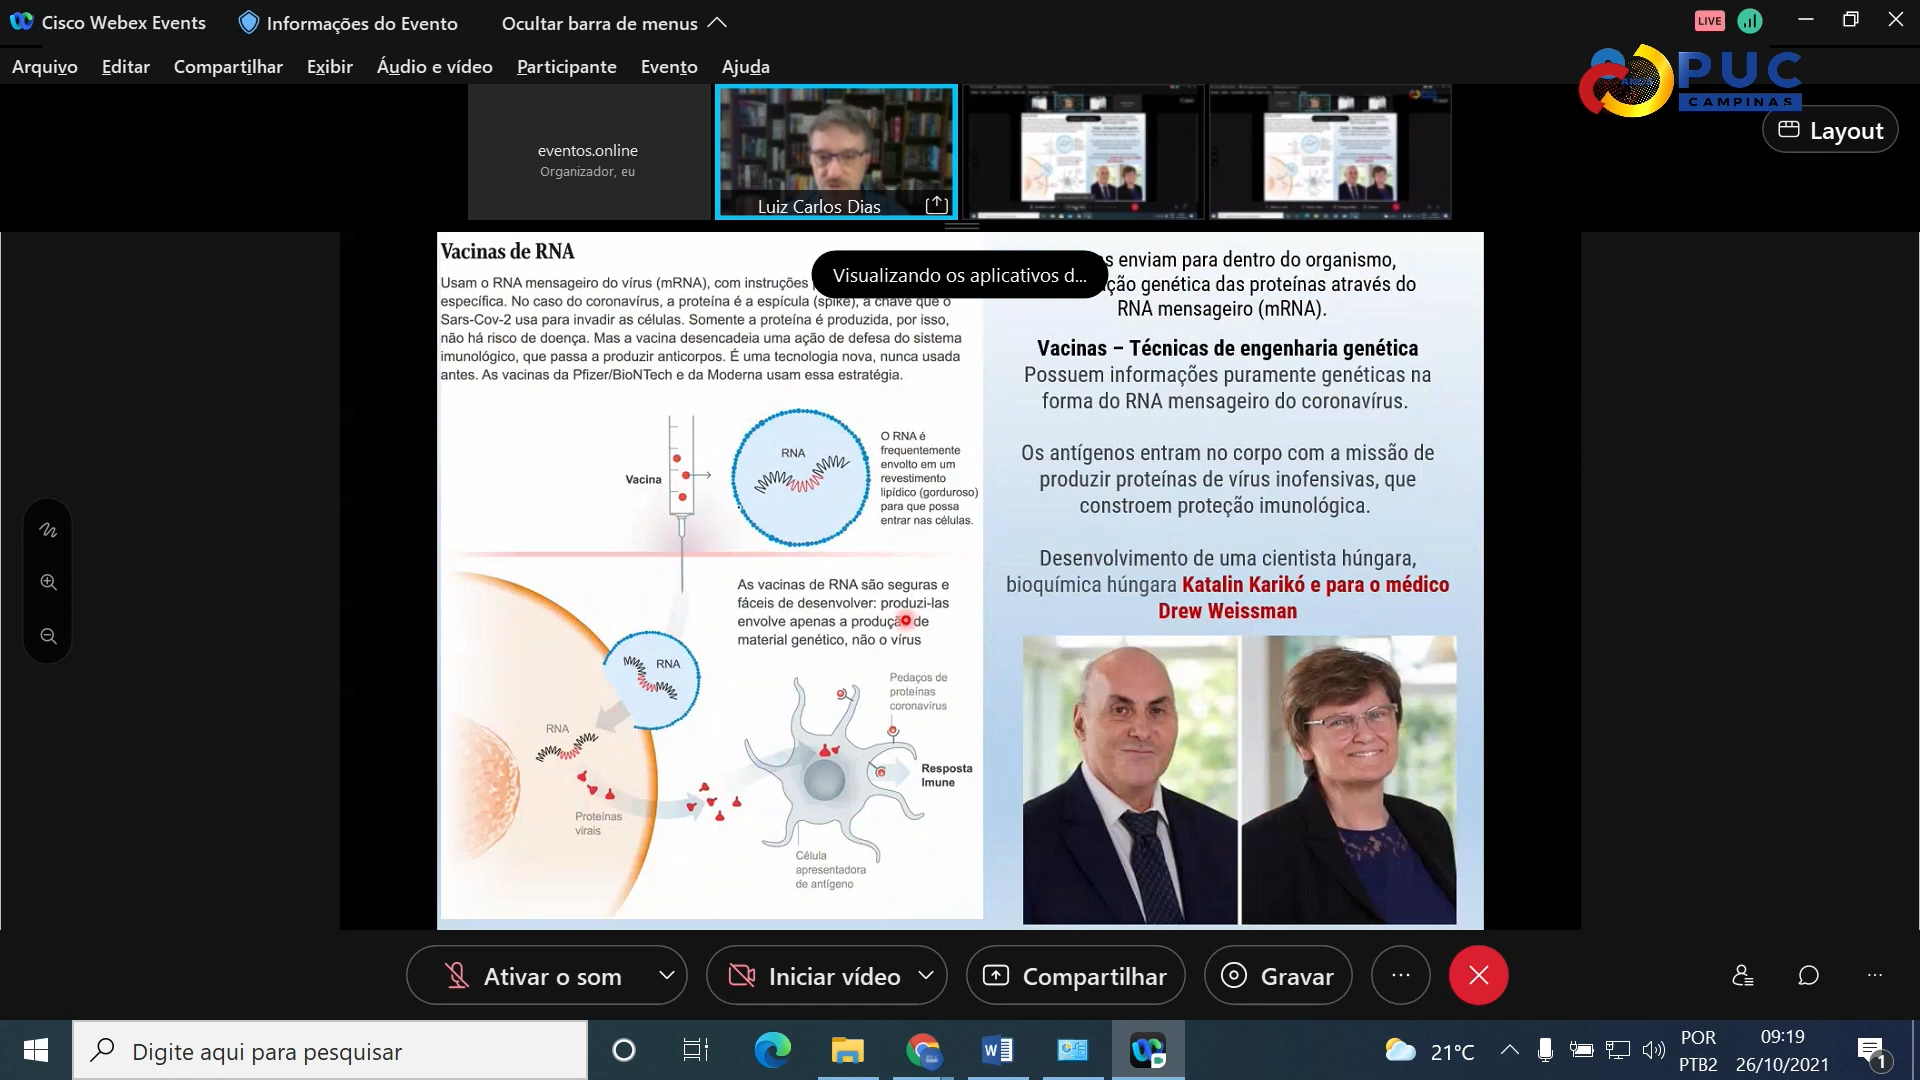 Cisco Webex Events
Informações do Evento
Ocultar barra de menus
LIVE
Arquivo Editar Compartilhar Exibir Áudio e vídeo Participante Evento Ajuda
PUC
CAMPINAS
Layout
eventos.online
Organizador, eu
Luiz Carlos Dias
Visualizando os aplicativos d...
Vacinas de RNA
Usam o RNA mensageiro do vírus (mRNA), com instruções
específica. No caso do coronavírus, a proteína é a espícula (spike), a chave que o
Sars-Cov-2 usa para invadir as células. Somente a proteína é produzida, por isso,
não há risco de doença. Mas a vacina desencadeia uma ação de defesa do sistema
imunológico, que passa a produzir anticorpos. É uma tecnologia nova, nunca usada
antes. As vacinas da Pfizer/BioNTech e da Moderna usam essa estratégia.
Vacina
RNA
O RNA é
frequentemente
envolto em um
revestimento
lipídico (gorduroso)
para que possa
entrar nas células.
As vacinas de RNA são seguras e
fáceis de desenvolver: produzi-las
envolve apenas a produção de
material genético, não o vírus
RNA
RNA
Proteínas
virais
Pedaços de
proteínas
coronavírus
Resposta
Imune
Célula
apresentadora
de antígeno
enviam para dentro do organismo,
genética das proteínas através do
RNA mensageiro (mRNA).
Vacinas – Técnicas de engenharia genética
Possuem informações puramente genéticas na
forma do RNA mensageiro do coronavírus.
Os antígenos entram no corpo com a missão de
produzir proteínas de vírus inofensivas, que
constroem proteção imunológica.
Desenvolvimento de uma cientista húngara,
bioquímica húngara Katalin Karikó e para o médico
Drew Weissman
Ativar o som
Iniciar vídeo
Compartilhar
Gravar
Digite aqui para pesquisar
21°C
POR
PTB2
09:19
26/10/2021
1